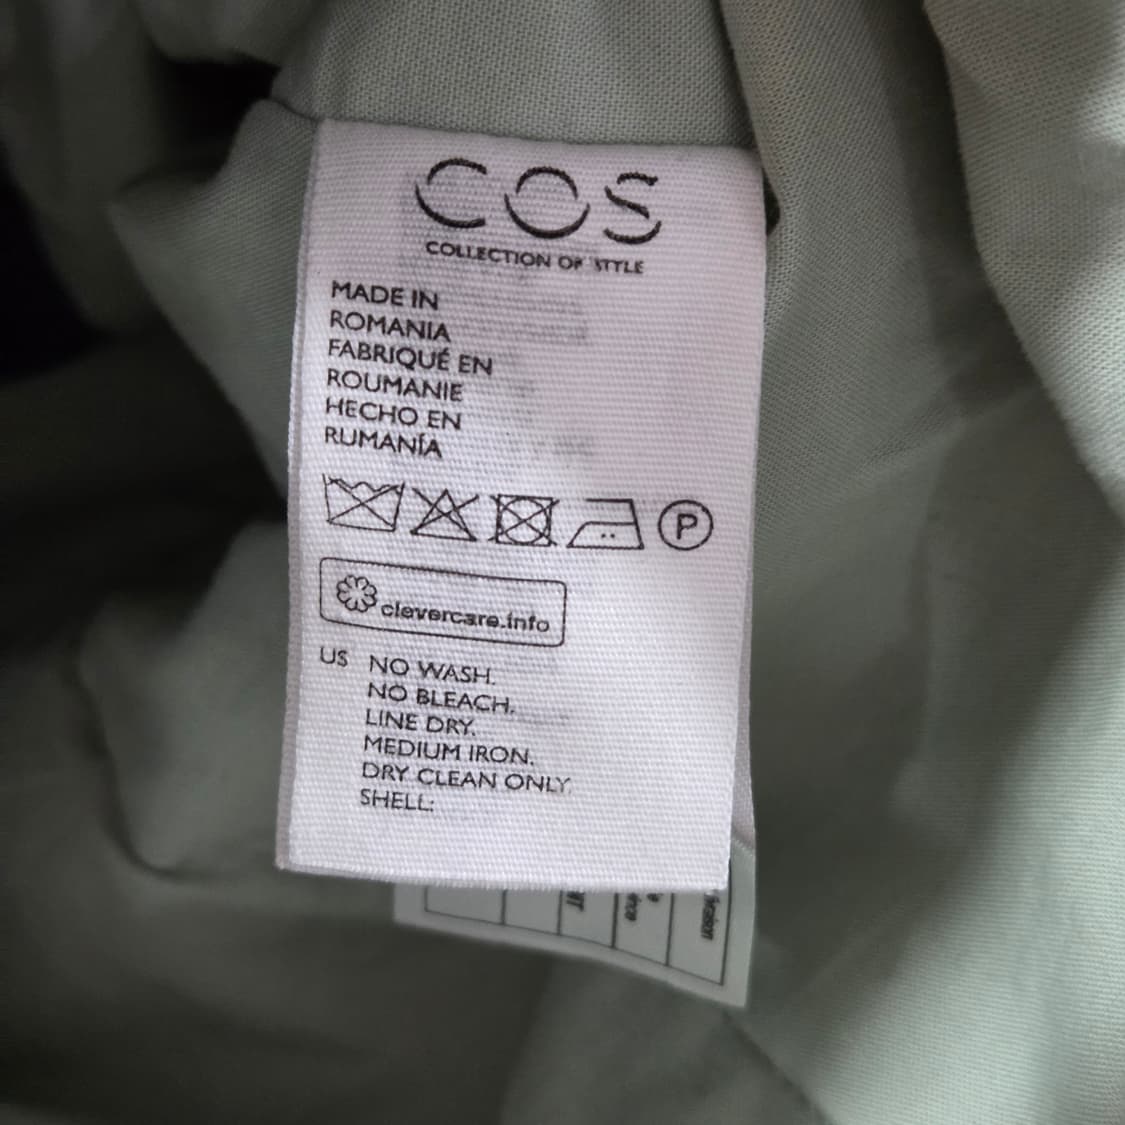 COS
COLLECTION OF STYLE
MADE IN
ROMANIA
FABRIQUÉ EN
ROUMANIE
HECHO EN
RUMANÍA
P
clevercare.info
US NO WASH.
NO BLEACH.
LINE DRY.
MEDIUM IRON.
DRY CLEAN ONLY
SHELL: